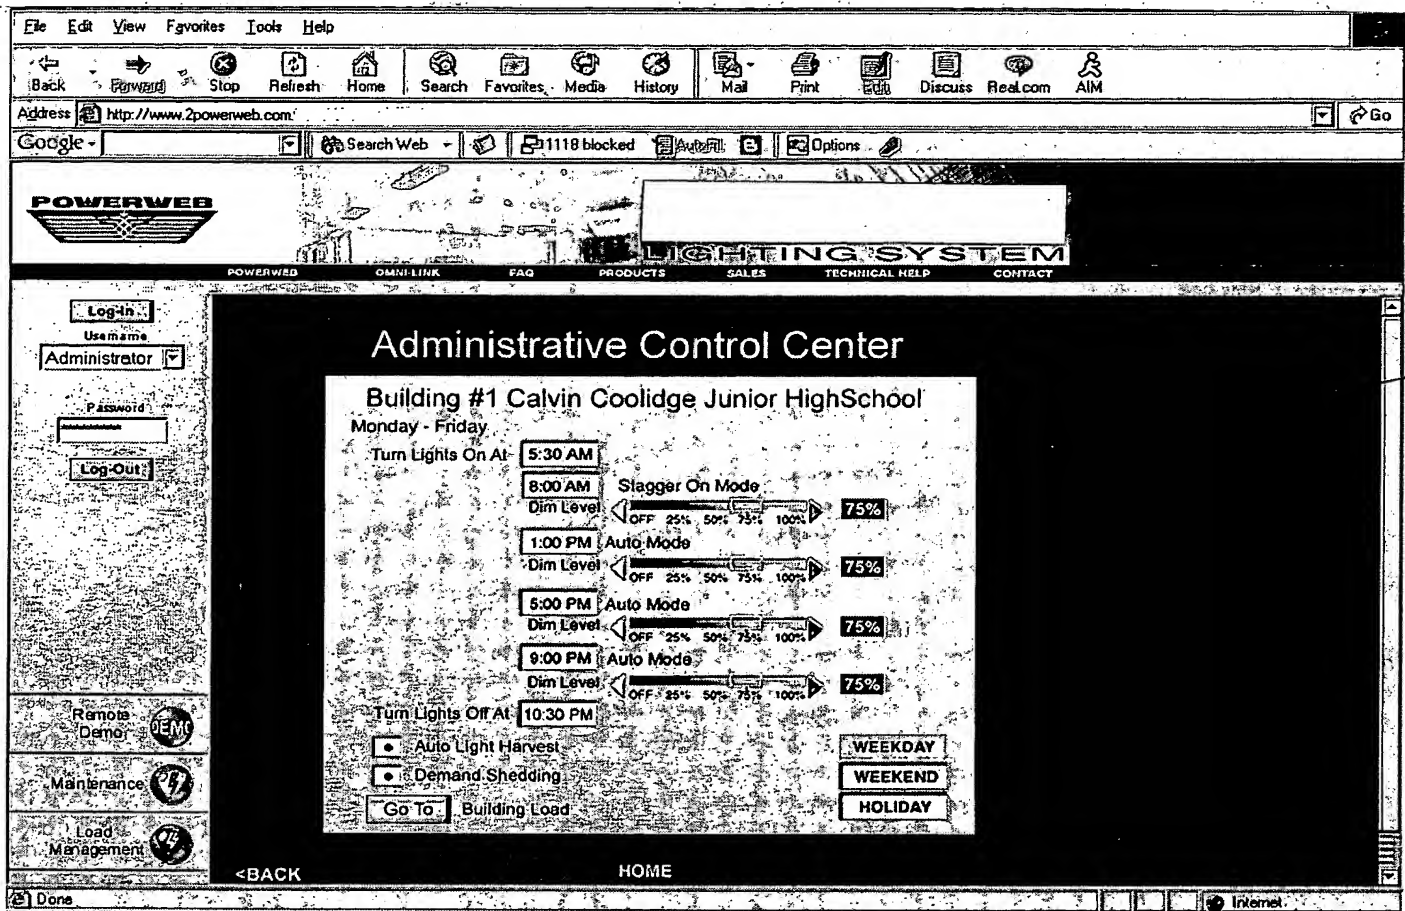 File Edit View Favorites Tools Help
Back Forward Stop Refresh Home Search Favorites Media History Mail Print Edit Discuss Real.com AIM
Address http://www.2powerweb.com/ Go
Google Search Web 1118 blocked AutoFill Options
POWERWEB
LIGHTING SYSTEM
POWERWEB OMNI-LINK FAQ PRODUCTS SALES TECHNICAL HELP CONTACT
Log-In
Username
Administrator
Password
Log-Out
Administrative Control Center
Building #1 Calvin Coolidge Junior HighSchool
Monday - Friday
Turn Lights On At 5:30 AM
8:00 AM Stagger On Mode
Dim Level OFF 25% 50% 75% 100% 75%
1:00 PM Auto Mode
Dim Level OFF 25% 50% 75% 100% 75%
5:00 PM Auto Mode
Dim Level OFF 25% 50% 75% 100% 75%
9:00 PM Auto Mode
Dim Level OFF 25% 50% 75% 100% 75%
Turn Lights Off At 10:30 PM
Auto Light Harvest
Demand Shedding
Go To Building Load
WEEKDAY
WEEKEND
HOLIDAY
Remote
Demo DEMO
Maintenance
Load
Management
<BACK HOME
Done Internet